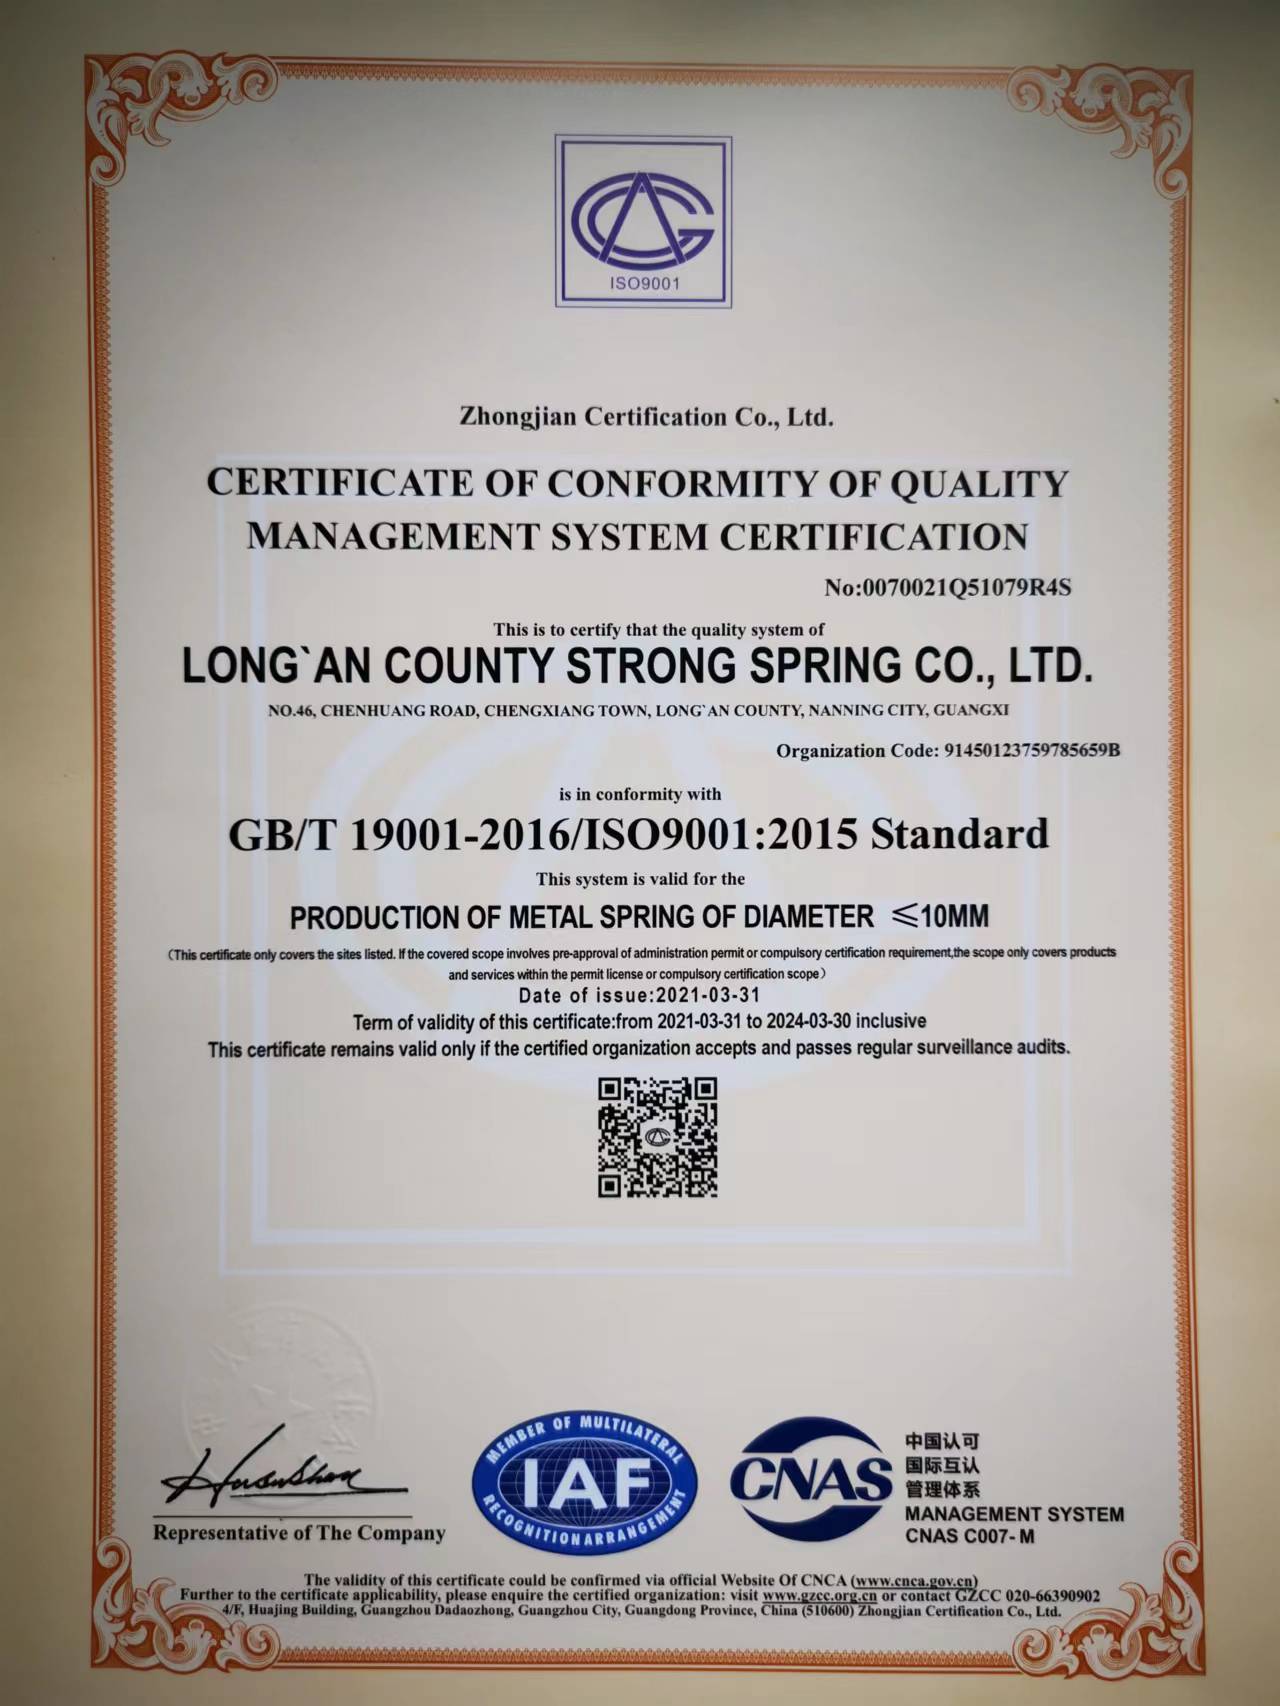 ISO9001
Zhongjian Certification Co., Ltd.
CERTIFICATE OF CONFORMITY OF QUALITY
MANAGEMENT SYSTEM CERTIFICATION
No:0070021Q51079R4S
This is to certify that the quality system of
LONG`AN COUNTY STRONG SPRING CO., LTD.
NO.46, CHENHUANG ROAD, CHENGXIANG TOWN, LONG`AN COUNTY, NANNING CITY, GUANGXI
Organization Code: 91450123759785659B
is in conformity with
GB/T 19001-2016/ISO9001:2015 Standard
This system is valid for the
PRODUCTION OF METAL SPRING OF DIAMETER ≤10MM
(This certificate only covers the sites listed. If the covered scope involves pre-approval of administration permit or compulsory certification requirement,the scope only covers products
and services within the permit license or compulsory certification scope)
Date of issue:2021-03-31
Term of validity of this certificate:from 2021-03-31 to 2024-03-30 inclusive
This certificate remains valid only if the certified organization accepts and passes regular surveillance audits.
Representative of The Company
MEMBER OF MULTILATERAL
IAF
RECOGNITION ARRANGEMENT
CNAS
中国认可
国际互认
管理体系
MANAGEMENT SYSTEM
CNAS C007-M
The validity of this certificate could be confirmed via official Website Of CNCA (www.cnca.gov.cn)
Further to the certificate applicability, please enquire the certified organization: visit www.gzcc.org.cn or contact GZCC 020-66390902
4/F, Huajing Building, Guangzhou Dadaozhong, Guangzhou City, Guangdong Province, China (510600) Zhongjian Certification Co., Ltd.